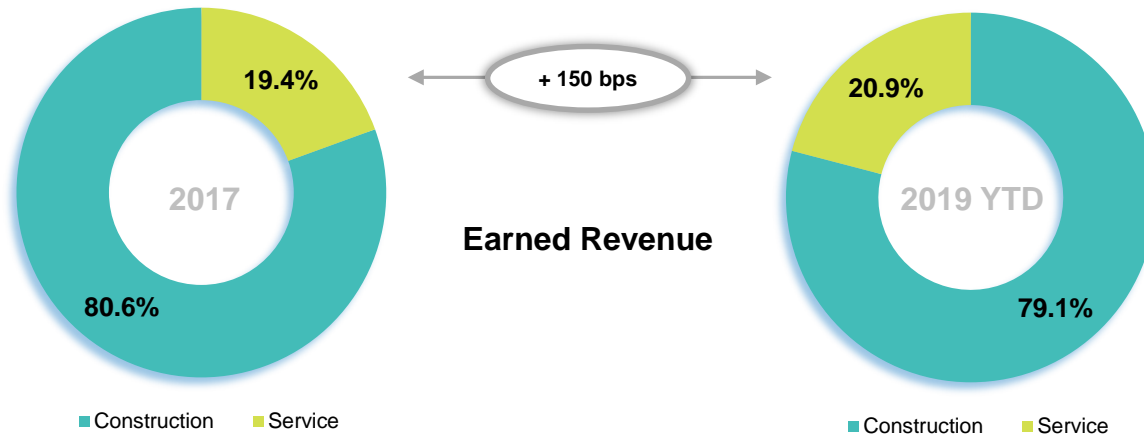 19.4%
2017
80.6%
Construction Service
+ 150 bps
Earned Revenue
20.9%
2019 YTD
79.1%
Construction Service